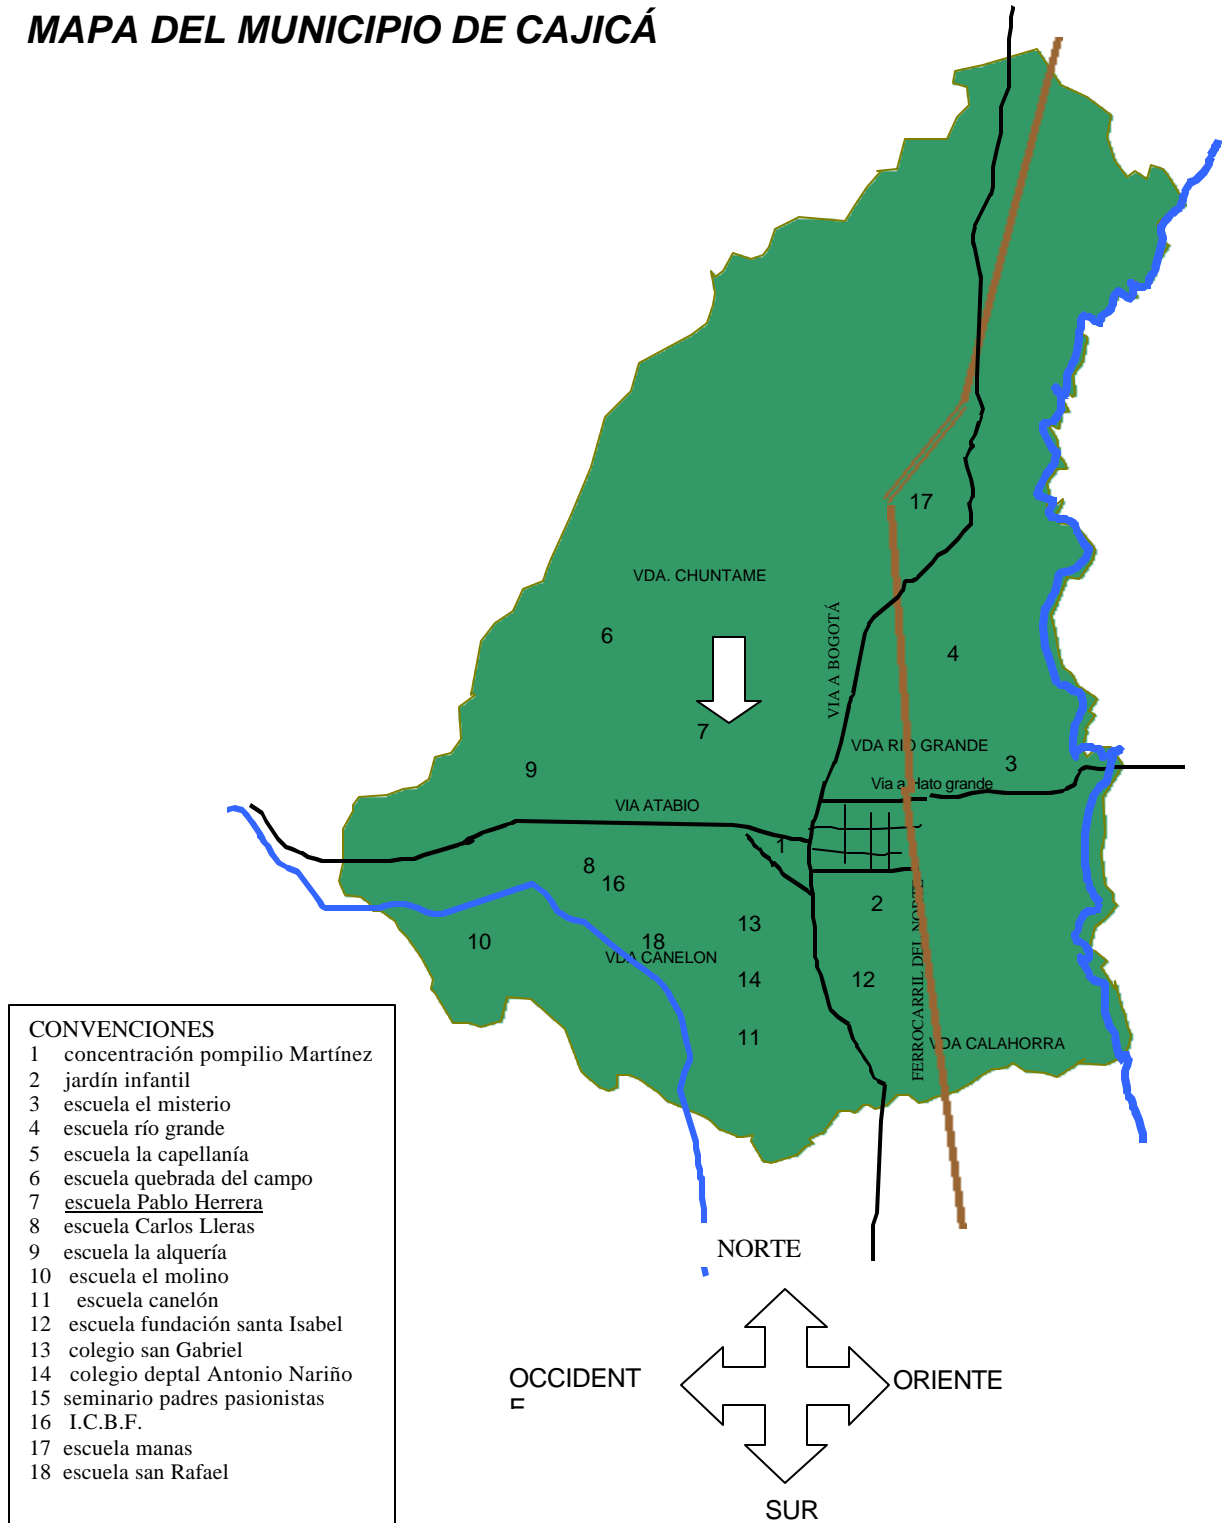 MAPA DEL MUNICIPIO DE CAJICÁ
17
VDA. CHUNTAME
6
VIA A BOGOTÁ
4
7
VDA RIO GRANDE
3
9
Via a Hato grande
VIA ATABIO
1
8
16
2
13
10
18
VDA CANELON
14
12
FERROCARRIL DEL NORTE
11
VDA CALAHORRA
CONVENCIONES
1 concentración pompilio Martínez
2 jardín infantil
3 escuela el misterio
4 escuela río grande
5 escuela la capellanía
6 escuela quebrada del campo
7 escuela Pablo Herrera
8 escuela Carlos Lleras
9 escuela la alquería
10 escuela el molino
11 escuela canelón
12 escuela fundación santa Isabel
13 colegio san Gabriel
14 colegio deptal Antonio Nariño
15 seminario padres pasionistas
16 I.C.B.F.
17 escuela manas
18 escuela san Rafael
NORTE
OCCIDENT
E
ORIENTE
SUR